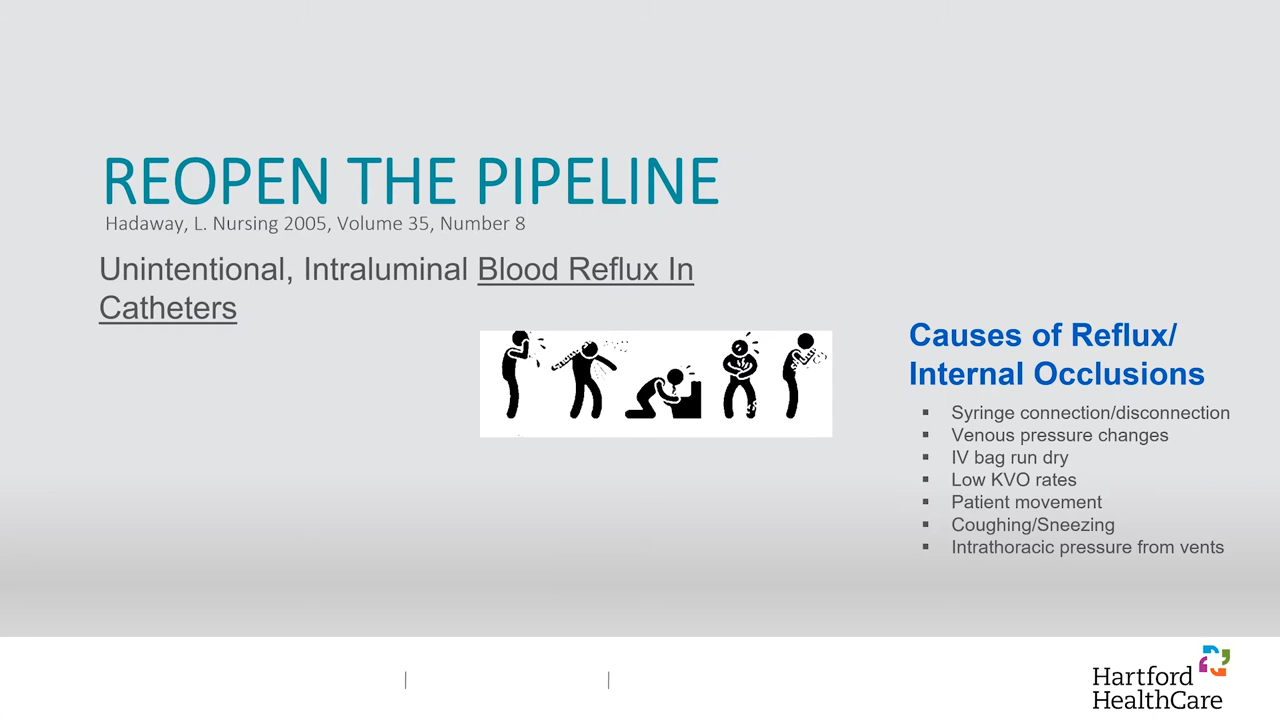 REOPEN THE PIPELINE
Hadaway, L. Nursing 2005, Volume 35, Number 8
Unintentional, Intraluminal Blood Reflux In
Catheters
Causes of Reflux/
Internal Occlusions
▪ Syringe connection/disconnection
▪ Venous pressure changes
▪ IV bag run dry
▪ Low KVO rates
▪ Patient movement
▪ Coughing/Sneezing
▪ Intrathoracic pressure from vents
Hartford
HealthCare